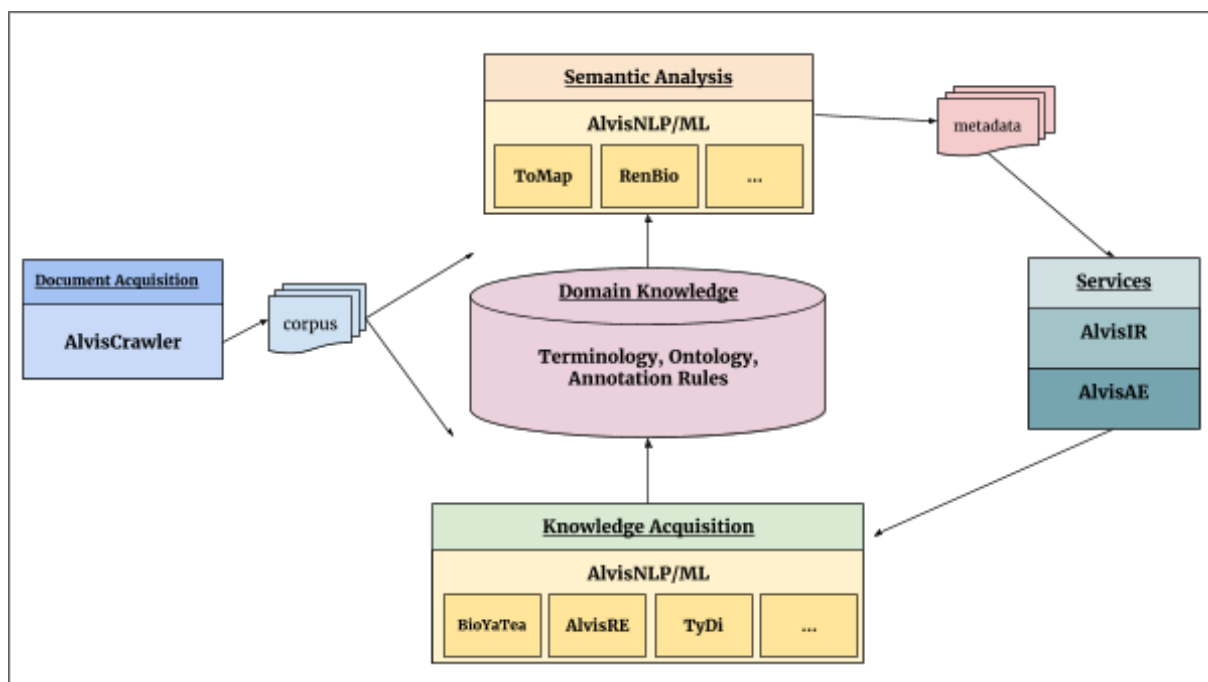 Semantic Analysis
AlvisNLP/ML
ToMap
RenBio
...
metadata
Document Acquisition
AlvisCrawler
corpus
Domain Knowledge
Terminology, Ontology,
Annotation Rules
Services
AlvisIR
AlvisAE
Knowledge Acquisition
AlvisNLP/ML
BioYaTea
AlvisRE
TyDi
...